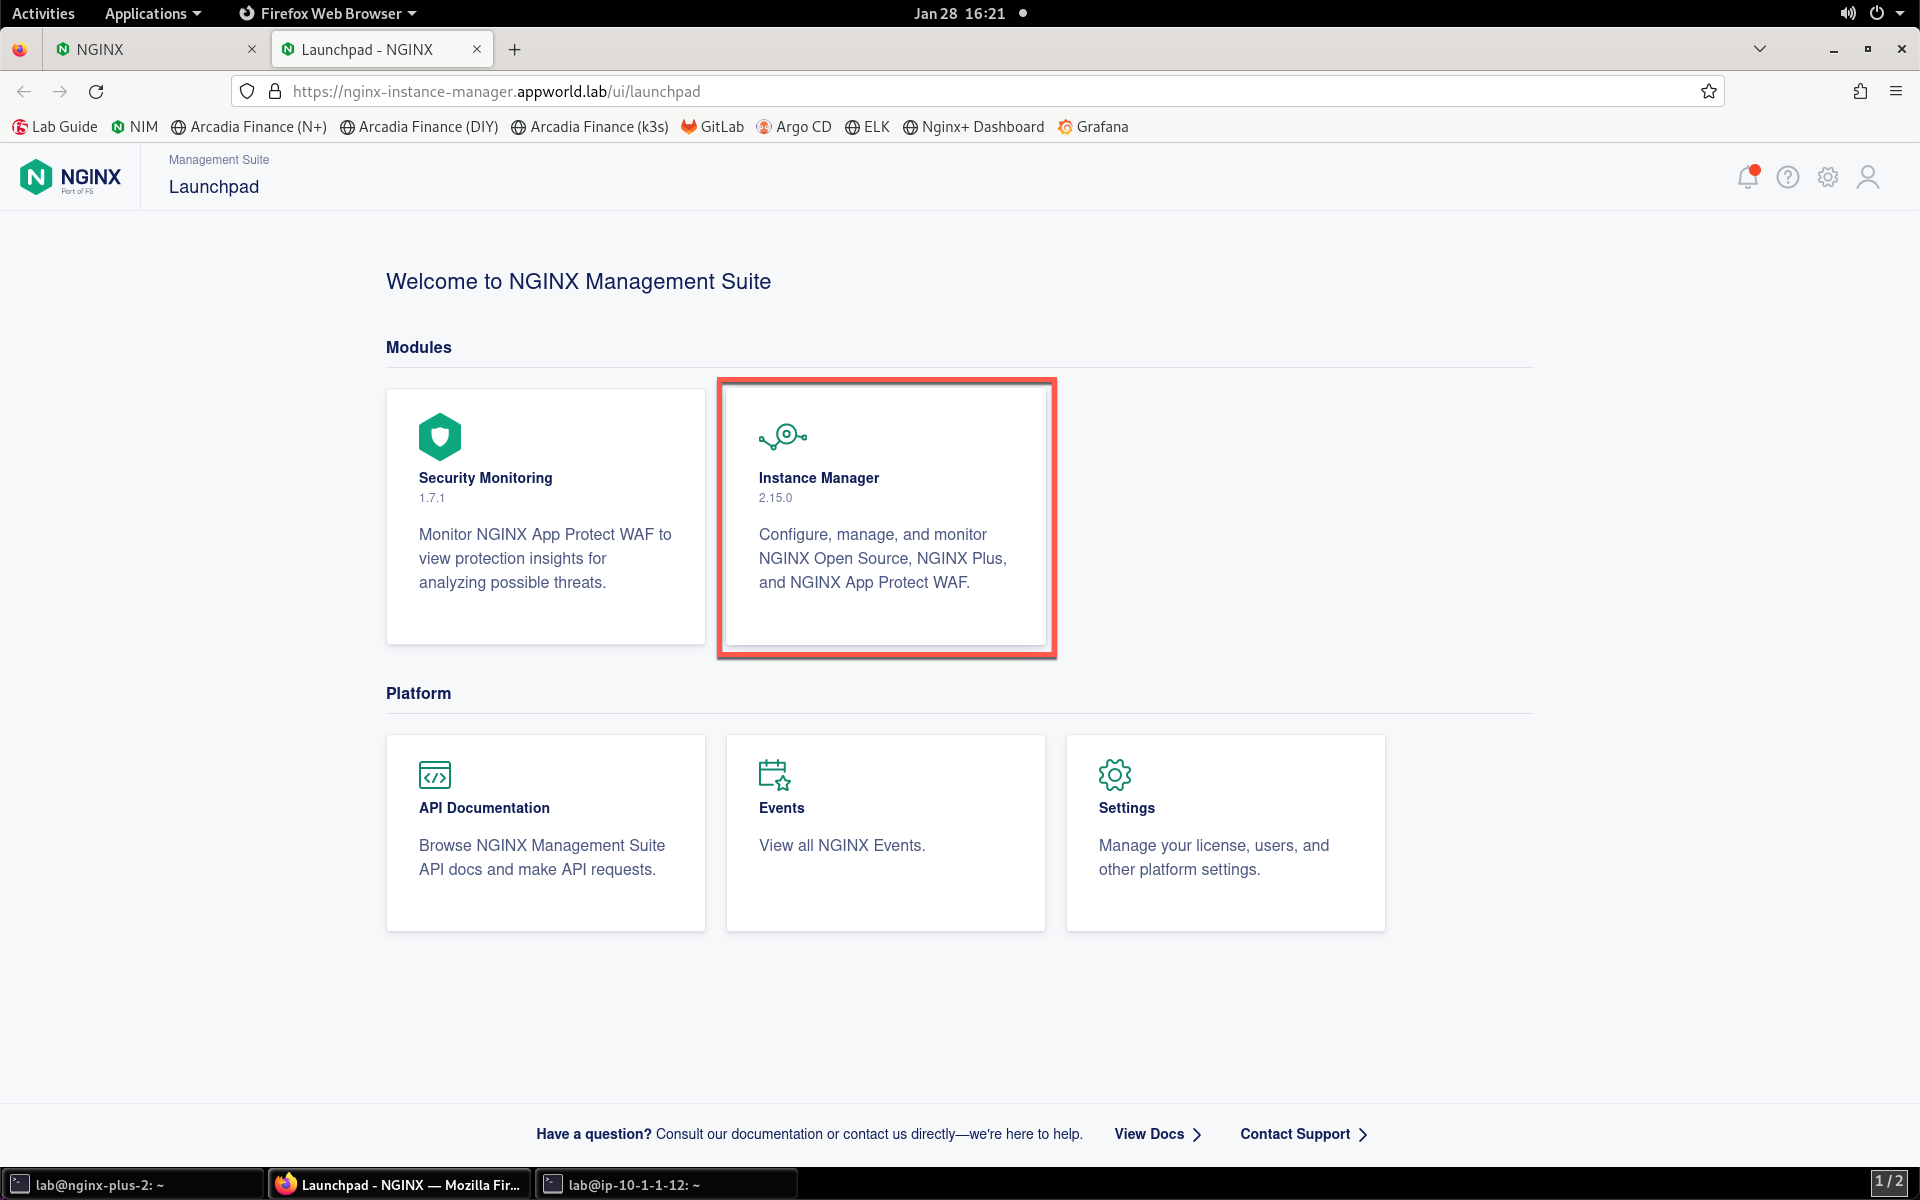 Activities Applications Firefox Web Browser Jan 28 16:21
NGINX Launchpad - NGINX
https://nginx-instance-manager.appworld.lab/ui/launchpad
Lab Guide NIM Arcadia Finance (N+) Arcadia Finance (DIY) Arcadia Finance (k3s) GitLab Argo CD ELK Nginx+ Dashboard Grafana
NGINX
Part of F5
Management Suite
Launchpad
Welcome to NGINX Management Suite
Modules
Security Monitoring
1.7.1
Monitor NGINX App Protect WAF to
view protection insights for
analyzing possible threats.
Instance Manager
2.15.0
Configure, manage, and monitor
NGINX Open Source, NGINX Plus,
and NGINX App Protect WAF.
Platform
API Documentation
Browse NGINX Management Suite
API docs and make API requests.
Events
View all NGINX Events.
Settings
Manage your license, users, and
other platform settings.
Have a question? Consult our documentation or contact us directly—we're here to help. View Docs Contact Support
lab@nginx-plus-2: ~ Launchpad - NGINX — Mozilla Fir... lab@ip-10-1-1-12: ~ 1 / 2